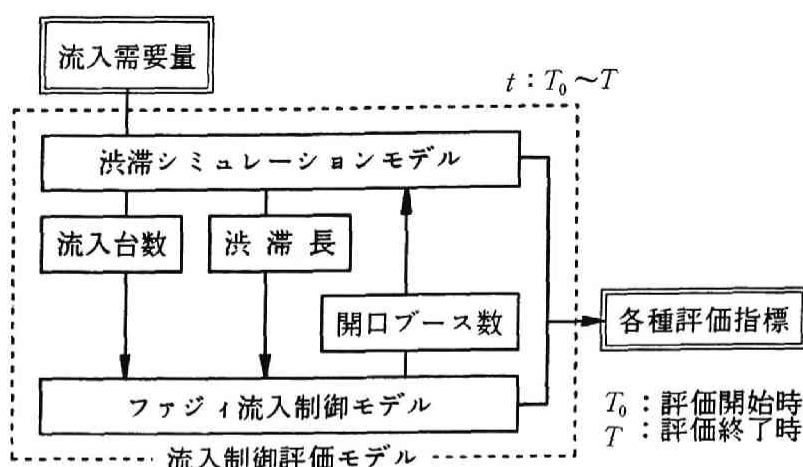 流入需要量
t：T₀〜T
渋滞シミュレーションモデル
流入台数
渋滞長
開口ブース数
各種評価指標
ファジィ流入制御モデル
T₀：評価開始時
T：評価終了時
流入制御評価モデル